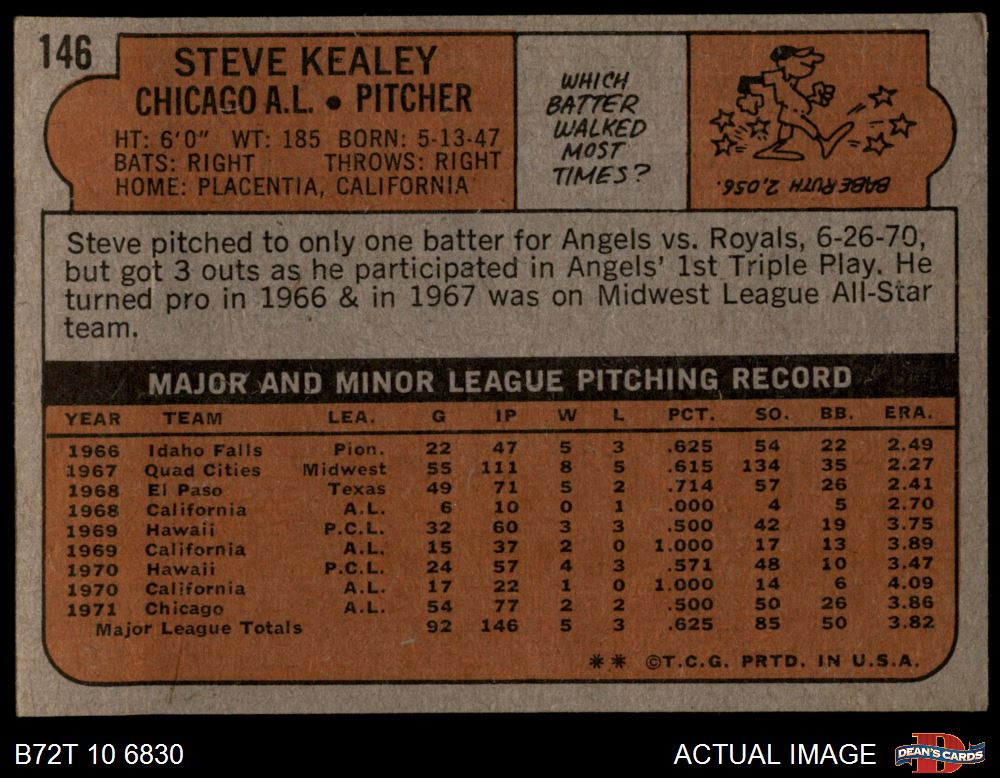 146
STEVE KEALEY
CHICAGO A.L. • PITCHER
HT: 6'0" WT: 185 BORN: 5-13-47
BATS: RIGHT THROWS: RIGHT
HOME: PLACENTIA, CALIFORNIA
WHICH
BATTER
WALKED
MOST
TIMES?
BABE RUTH 2,056.
Steve pitched to only one batter for Angels vs. Royals, 6-26-70,
but got 3 outs as he participated in Angels' 1st Triple Play. He
turned pro in 1966 & in 1967 was on Midwest League All-Star
team.
MAJOR AND MINOR LEAGUE PITCHING RECORD
YEAR TEAM LEA. G IP W L PCT. SO. BB. ERA.
1966 Idaho Falls Pion. 22 47 5 3 .625 54 22 2.49
1967 Quad Cities Midwest 55 111 8 5 .615 134 35 2.27
1968 El Paso Texas 49 71 5 2 .714 57 26 2.41
1968 California A.L. 6 10 0 1 .000 4 5 2.70
1969 Hawaii P.C.L. 32 60 3 3 .500 42 19 3.75
1969 California A.L. 15 37 2 0 1.000 17 13 3.89
1970 Hawaii P.C.L. 24 57 4 3 .571 48 10 3.47
1970 California A.L. 17 22 1 0 1.000 14 6 4.09
1971 Chicago A.L. 54 77 2 2 .500 50 26 3.86
Major League Totals 92 146 5 3 .625 85 50 3.82
** ©T.C.G. PRTD. IN U.S.A.
B72T 10 6830
ACTUAL IMAGE
D
DEAN'S CARDS